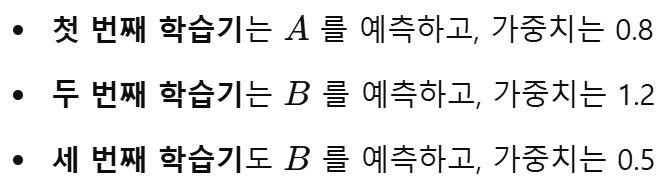 • 첫 번째 학습기는 A 를 예측하고, 가중치는 0.8
• 두 번째 학습기는 B 를 예측하고, 가중치는 1.2
• 세 번째 학습기도 B 를 예측하고, 가중치는 0.5